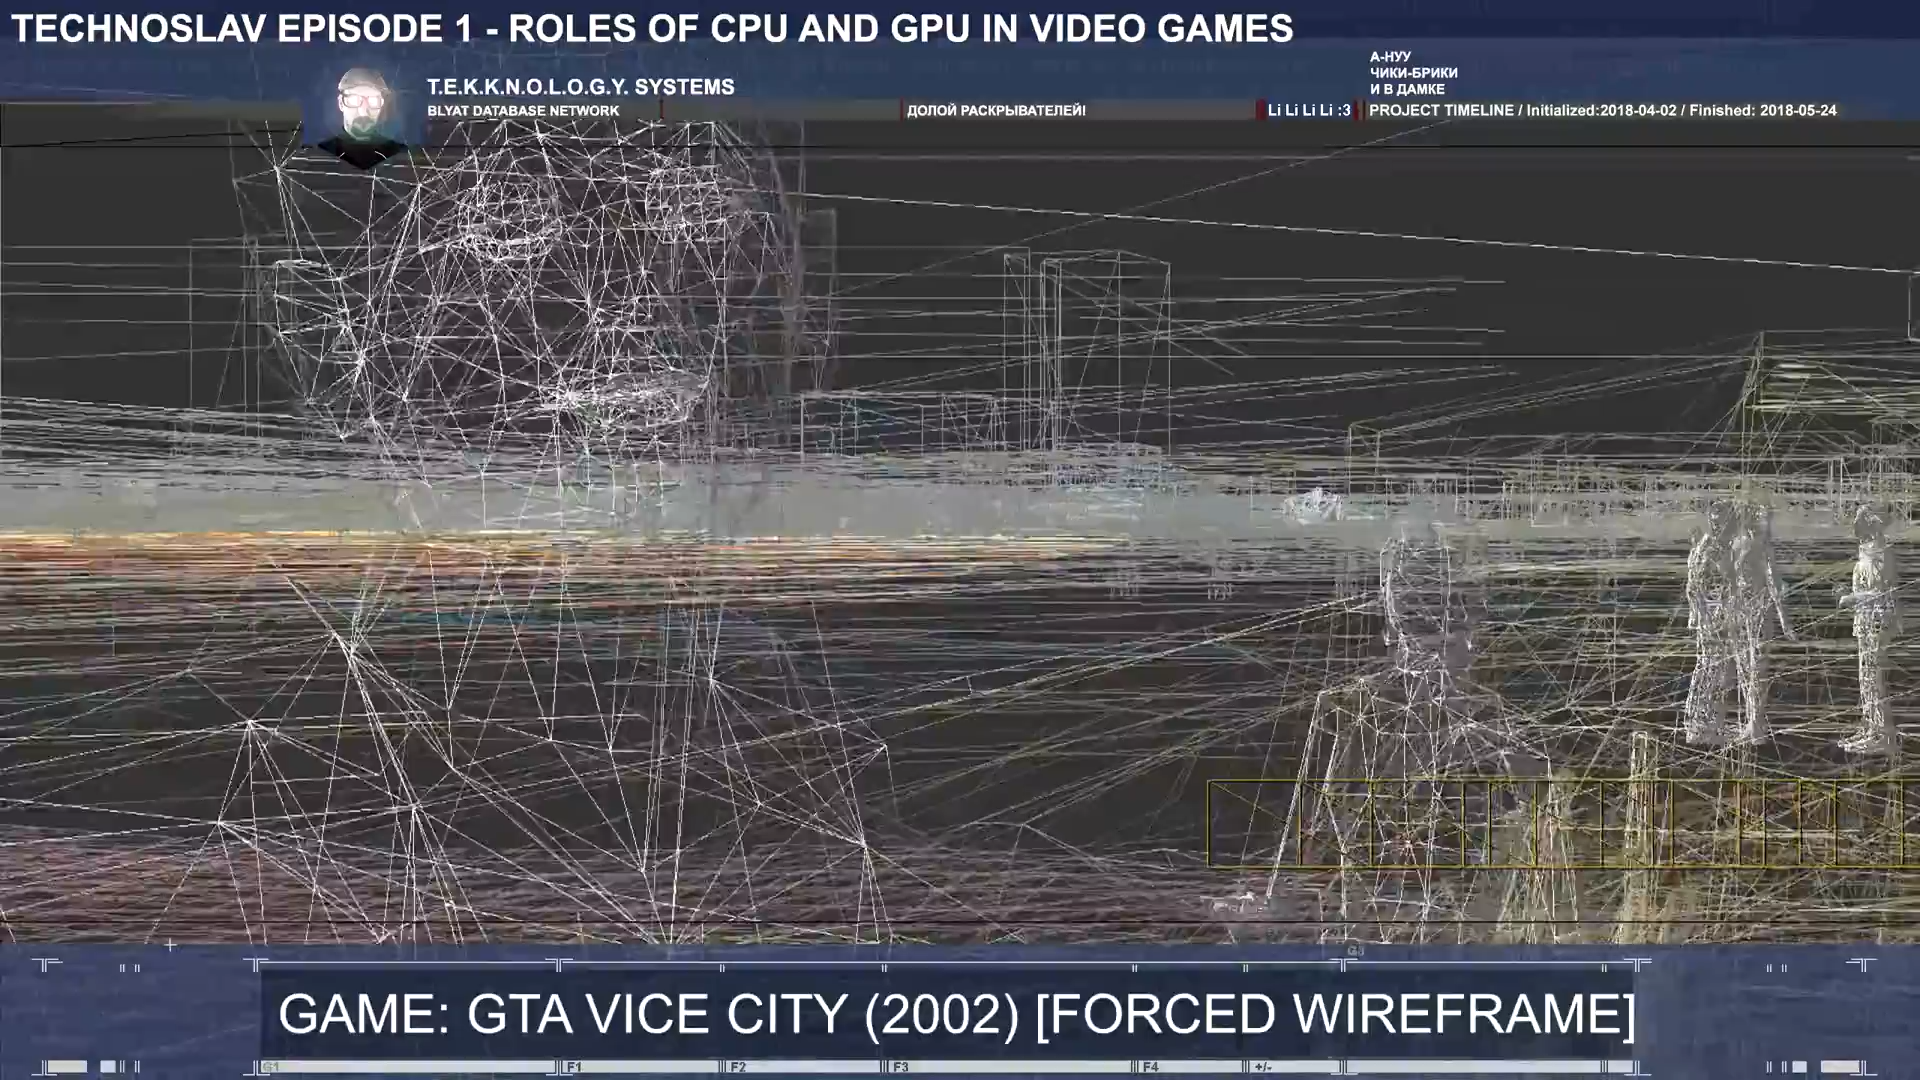 TECHNOSLAV EPISODE 1 - ROLES OF CPU AND GPU IN VIDEO GAMES
А-НУУ
ЧИКИ-БРИКИ
И В ДАМКЕ
T.E.K.K.N.O.L.O.G.Y. SYSTEMS
BLYAT DATABASE NETWORK
ДОЛОЙ РАСКРЫВАТЕЛЕЙ!
Li Li Li Li :3
PROJECT TIMELINE / Initialized:2018-04-02 / Finished: 2018-05-24
G3
GAME: GTA VICE CITY (2002) [FORCED WIREFRAME]
G1 F1 F2 F3 F4 +/-